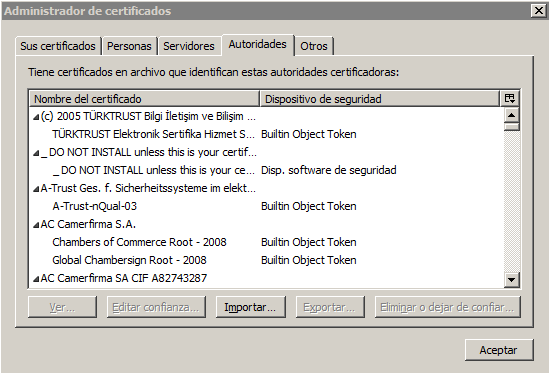 Administrador de certificados
Sus certificados Personas Servidores Autoridades Otros
Tiene certificados en archivo que identifican estas autoridades certificadoras:
Nombre del certificado Dispositivo de seguridad
(c) 2005 TÜRKTRUST Bilgi İletişim ve Bilişim ...
TÜRKTRUST Elektronik Sertifika Hizmet S... Builtin Object Token
_ DO NOT INSTALL unless this is your certif...
_ DO NOT INSTALL unless this is your ce... Disp. software de seguridad
A-Trust Ges. f. Sicherheitssysteme im elekt...
A-Trust-nQual-03 Builtin Object Token
AC Camerfirma S.A.
Chambers of Commerce Root - 2008 Builtin Object Token
Global Chambersign Root - 2008 Builtin Object Token
AC Camerfirma SA CIF A82743287
Ver... Editar confianza... Importar... Exportar... Eliminar o dejar de confiar...
Aceptar